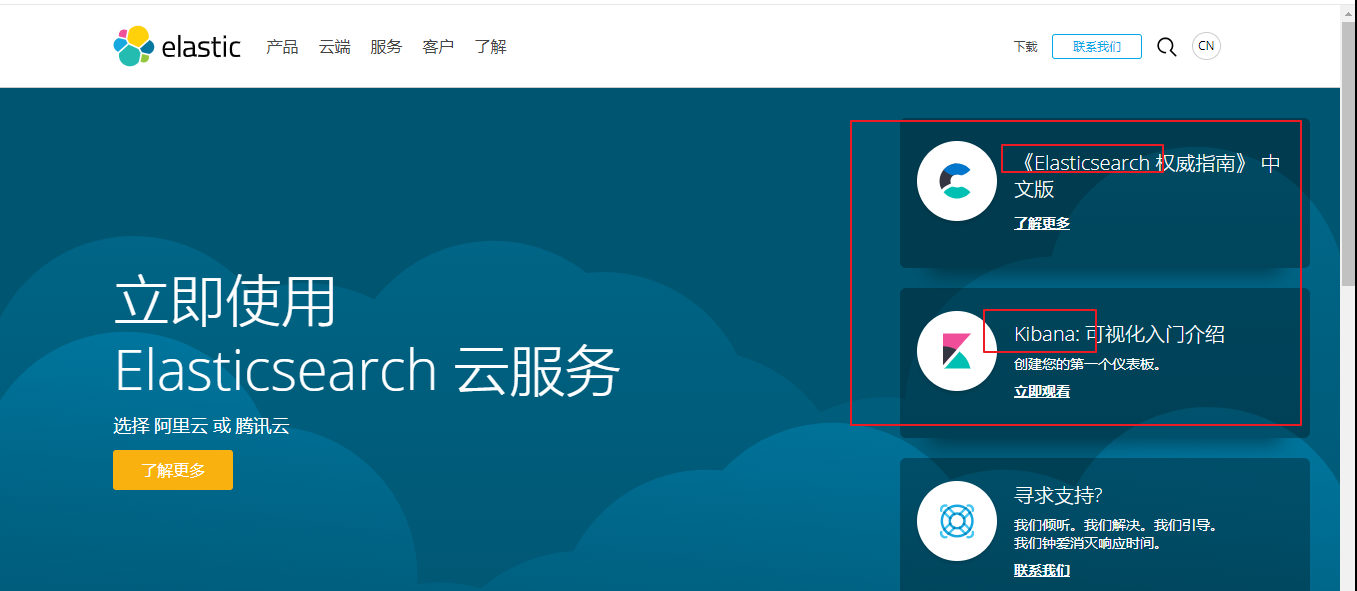 elastic 产品 云端 服务 客户 了解 下载 联系我们 CN
立即使用
Elasticsearch 云服务
选择 阿里云 或 腾讯云
了解更多
《Elasticsearch 权威指南》 中
文版
了解更多
Kibana: 可视化入门介绍
创建您的第一个仪表板。
立即观看
寻求支持?
我们倾听。我们解决。我们引导。
我们钟爱消灭响应时间。
联系我们